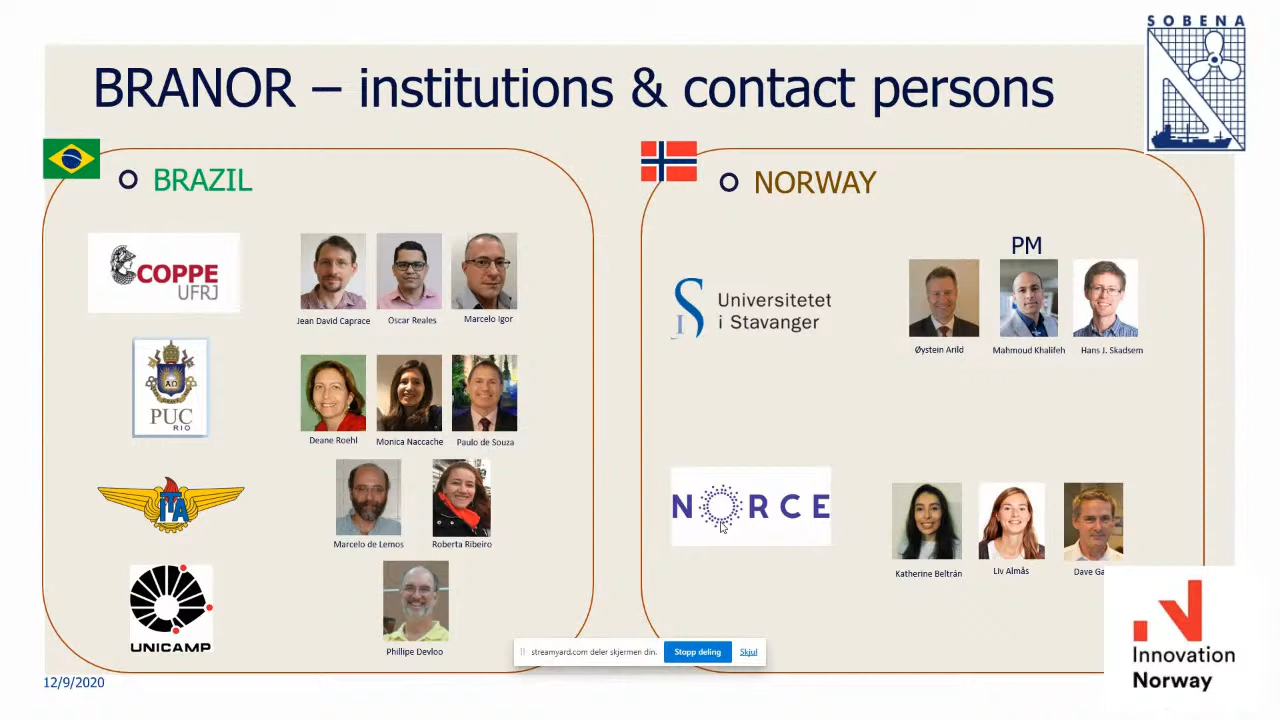 SOBENA
BRANOR – institutions & contact persons
BRAZIL
COPPE
UFRJ
Jean David Caprace
Oscar Reales
Marcelo Igor
PUC
RIO
Deane Roehl
Monica Naccache
Paulo de Souza
ITA
Marcelo de Lemos
Roberta Ribeiro
UNICAMP
Phillipe Devloo
NORWAY
PM
Universitetet
i Stavanger
Øystein Arild
Mahmoud Khalifeh
Hans J. Skadsem
NORCE
Katherine Beltrán
Liv Almås
Dave Ga
streamyard.com deler skjermen din.
Stopp deling
Skjul
12/9/2020
Innovation
Norway